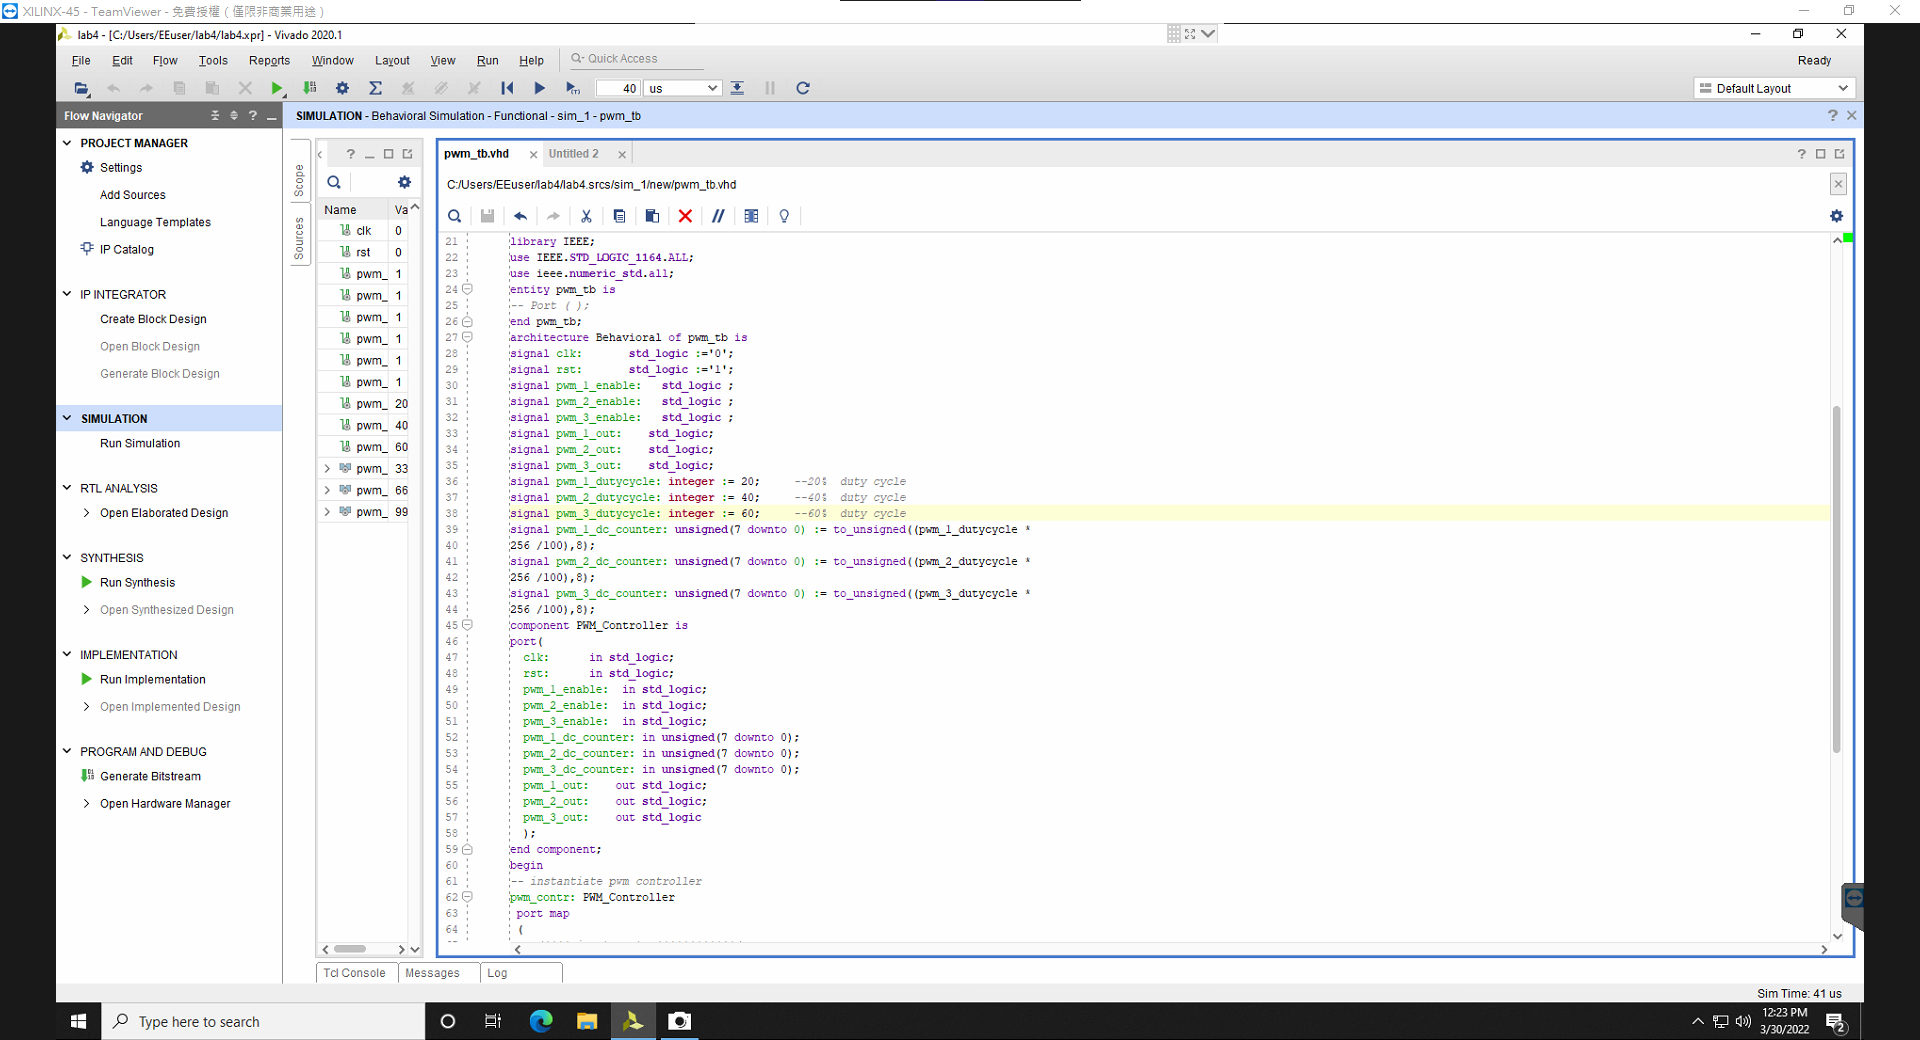 XILINX-45 - TeamViewer - 免費授權 ( 僅限非商業用途 )
lab4 - [C:/Users/EEuser/lab4/lab4.xpr] - Vivado 2020.1
File Edit Flow Tools Reports Window Layout View Run Help Quick Access Ready
40 us Default Layout
Flow Navigator
SIMULATION - Behavioral Simulation - Functional - sim_1 - pwm_tb
PROJECT MANAGER
Settings
Add Sources
Language Templates
IP Catalog
IP INTEGRATOR
Create Block Design
Open Block Design
Generate Block Design
SIMULATION
Run Simulation
RTL ANALYSIS
Open Elaborated Design
SYNTHESIS
Run Synthesis
Open Synthesized Design
IMPLEMENTATION
Run Implementation
Open Implemented Design
PROGRAM AND DEBUG
Generate Bitstream
Open Hardware Manager
Scope
Sources
Name Va
clk 0
rst 0
pwm_ 1
pwm_ 1
pwm_ 1
pwm_ 1
pwm_ 1
pwm_ 1
pwm_ 20
pwm_ 40
pwm_ 60
pwm_ 33
pwm_ 66
pwm_ 99
pwm_tb.vhd Untitled 2
C:/Users/EEuser/lab4/lab4.srcs/sim_1/new/pwm_tb.vhd
21 library IEEE;
22 use IEEE.STD_LOGIC_1164.ALL;
23 use ieee.numeric_std.all;
24 entity pwm_tb is
25 -- Port ( );
26 end pwm_tb;
27 architecture Behavioral of pwm_tb is
28 signal clk: std_logic :='0';
29 signal rst: std_logic :='1';
30 signal pwm_1_enable: std_logic ;
31 signal pwm_2_enable: std_logic ;
32 signal pwm_3_enable: std_logic ;
33 signal pwm_1_out: std_logic;
34 signal pwm_2_out: std_logic;
35 signal pwm_3_out: std_logic;
36 signal pwm_1_dutycycle: integer := 20; --20% duty cycle
37 signal pwm_2_dutycycle: integer := 40; --40% duty cycle
38 signal pwm_3_dutycycle: integer := 60; --60% duty cycle
39 signal pwm_1_dc_counter: unsigned(7 downto 0) := to_unsigned((pwm_1_dutycycle *
40 256 /100),8);
41 signal pwm_2_dc_counter: unsigned(7 downto 0) := to_unsigned((pwm_2_dutycycle *
42 256 /100),8);
43 signal pwm_3_dc_counter: unsigned(7 downto 0) := to_unsigned((pwm_3_dutycycle *
44 256 /100),8);
45 component PWM_Controller is
46 port(
47 clk: in std_logic;
48 rst: in std_logic;
49 pwm_1_enable: in std_logic;
50 pwm_2_enable: in std_logic;
51 pwm_3_enable: in std_logic;
52 pwm_1_dc_counter: in unsigned(7 downto 0);
53 pwm_2_dc_counter: in unsigned(7 downto 0);
54 pwm_3_dc_counter: in unsigned(7 downto 0);
55 pwm_1_out: out std_logic;
56 pwm_2_out: out std_logic;
57 pwm_3_out: out std_logic
58 );
59 end component;
60 begin
61 -- instantiate pwm controller
62 pwm_contr: PWM_Controller
63 port map
64 (
Tcl Console Messages Log
Sim Time: 41 us
Type here to search
12:23 PM
3/30/2022
2